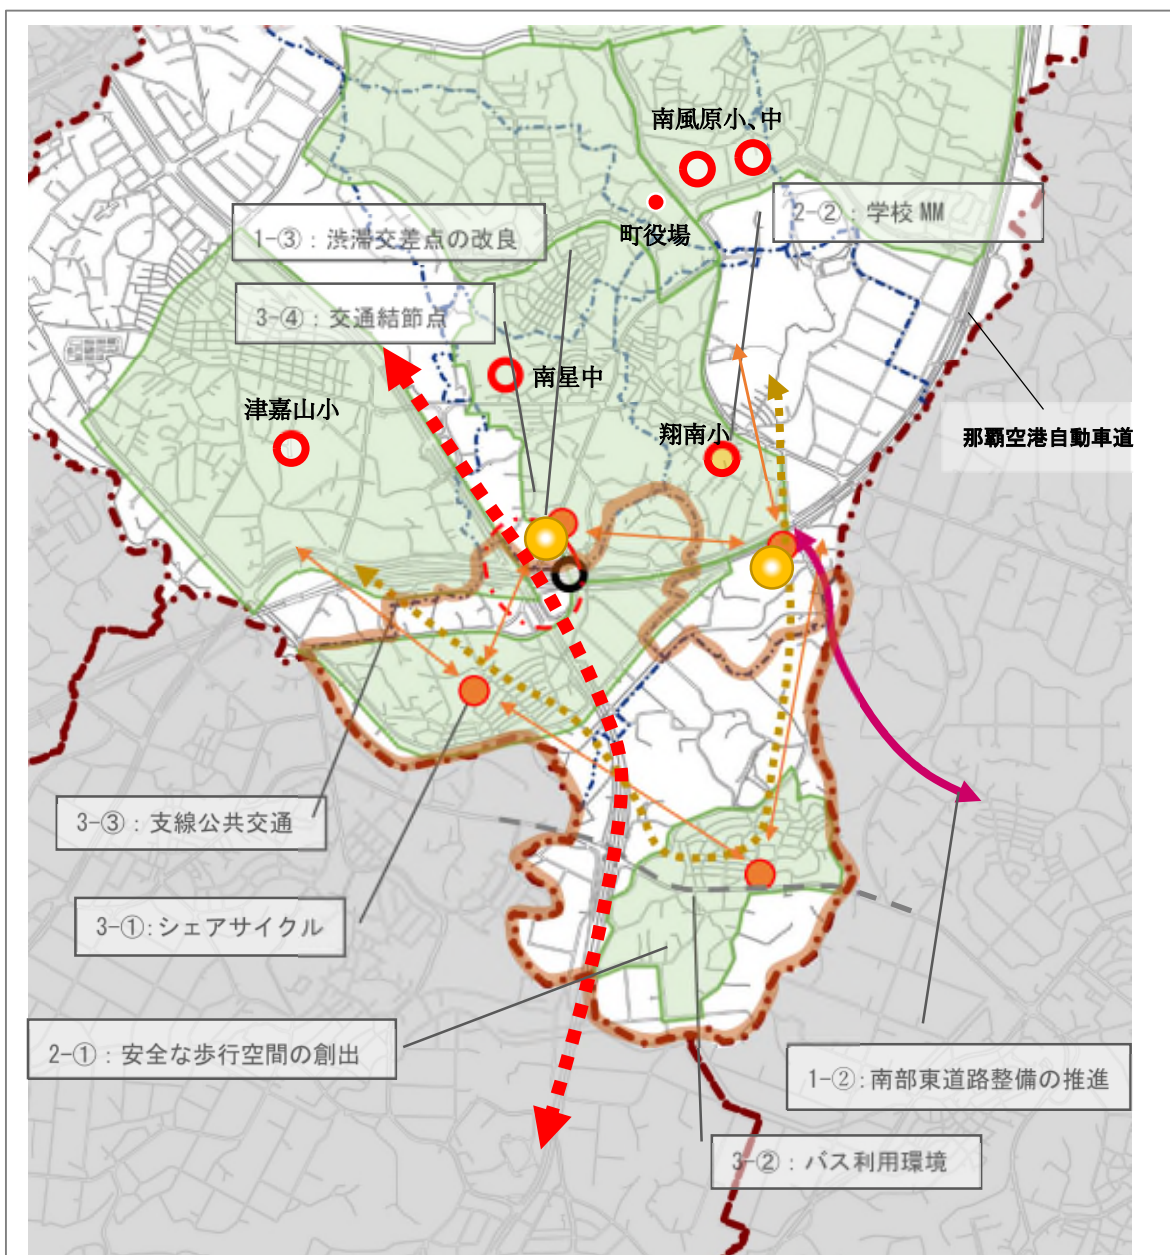 南風原小、中
2-②：学校 MM
1-③：渋滞交差点の改良
町役場
3-④：交通結節点
南星中
津嘉山小
翔南小
那覇空港自動車道
3-③：支線公共交通
3-①：シェアサイクル
2-①：安全な歩行空間の創出
1-②：南部東道路整備の推進
3-②：バス利用環境